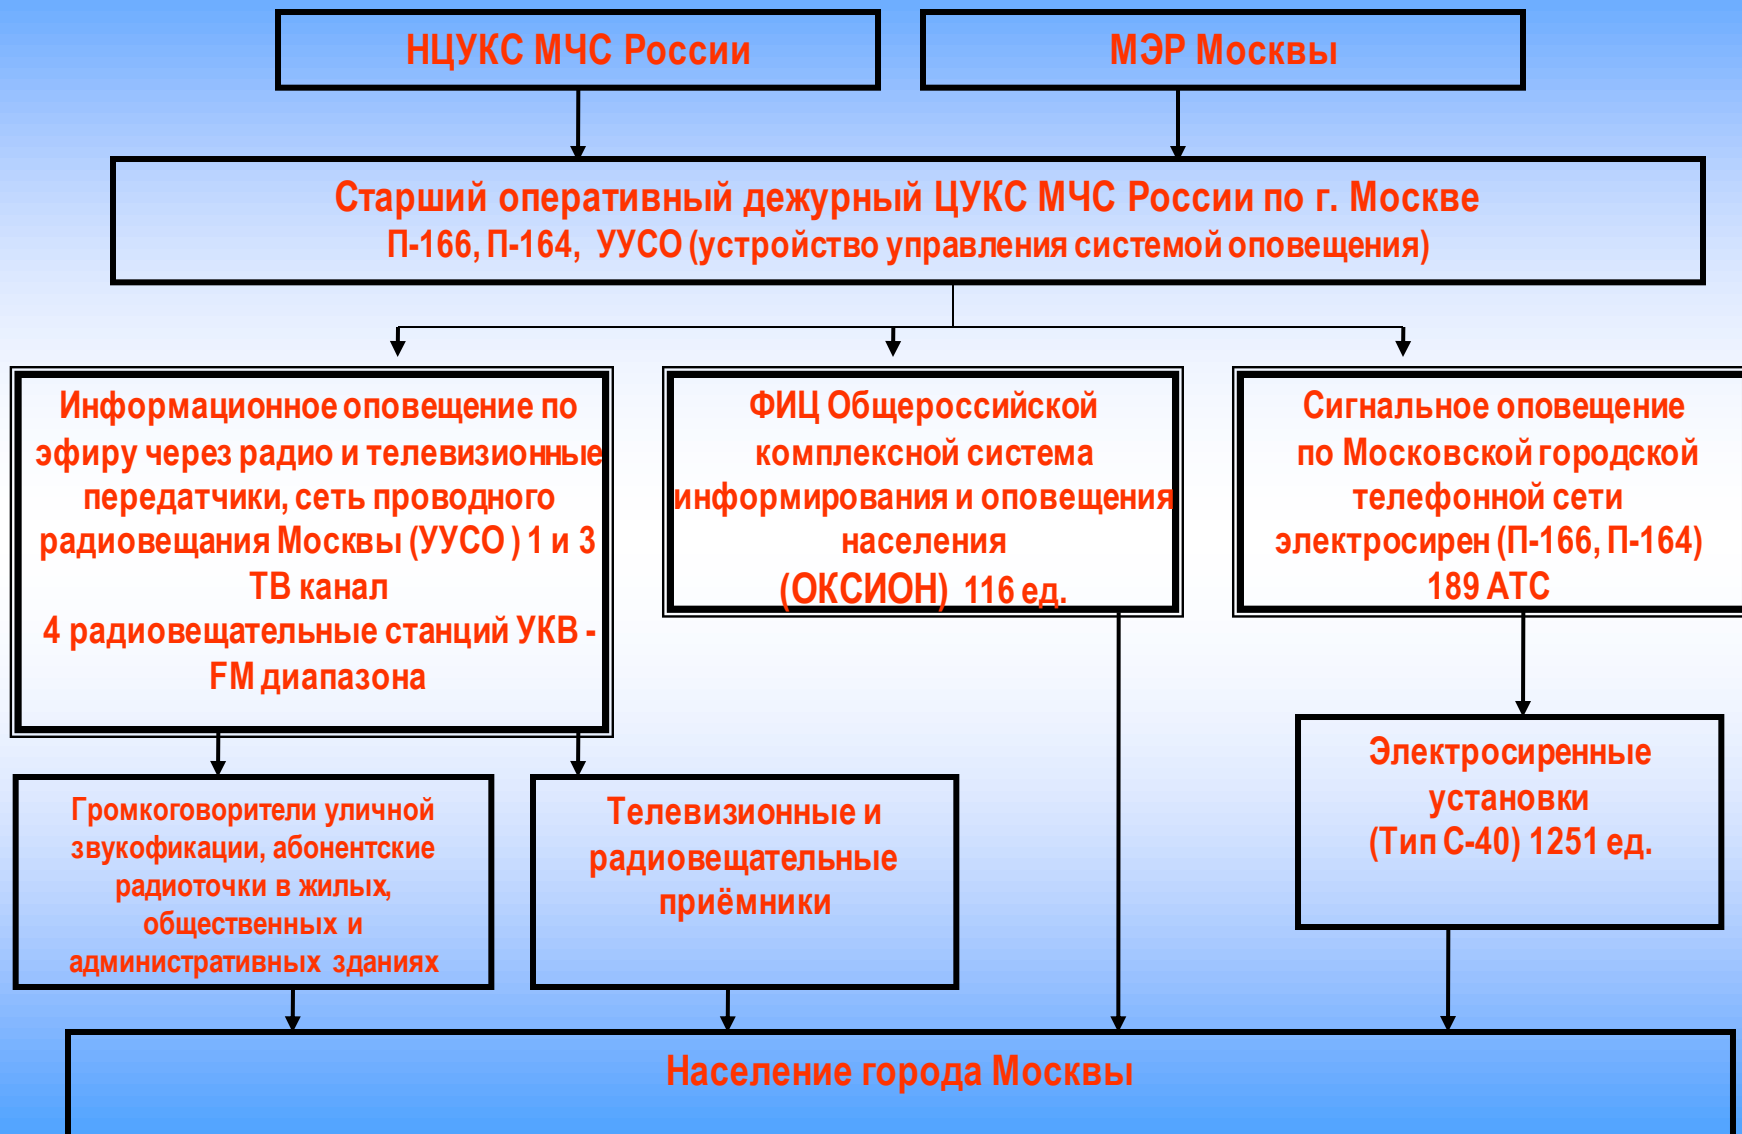 НЦУКС МЧС России
МЭР Москвы
Старший оперативный дежурный ЦУКС МЧС России по г. Москве
П-166, П-164, УУСО (устройство управления системой оповещения)
Информационное оповещение по
эфиру через радио и телевизионные
передатчики, сеть проводного
радиовещания Москвы (УУСО ) 1 и 3
ТВ канал
4 радиовещательные станций УКВ -
FM диапазона
ФИЦ Общероссийской
комплексной система
информирования и оповещения
населения
(ОКСИОН) 116 ед.
Сигнальное оповещение
по Московской городской
телефонной сети
электросирен (П-166, П-164)
189 АТС
Громкоговорители уличной
звукофикации, абонентские
радиоточки в жилых,
общественных и
административных зданиях
Телевизионные и
радиовещательные
приёмники
Электросиренные
установки
(Тип С-40) 1251 ед.
Население города Москвы